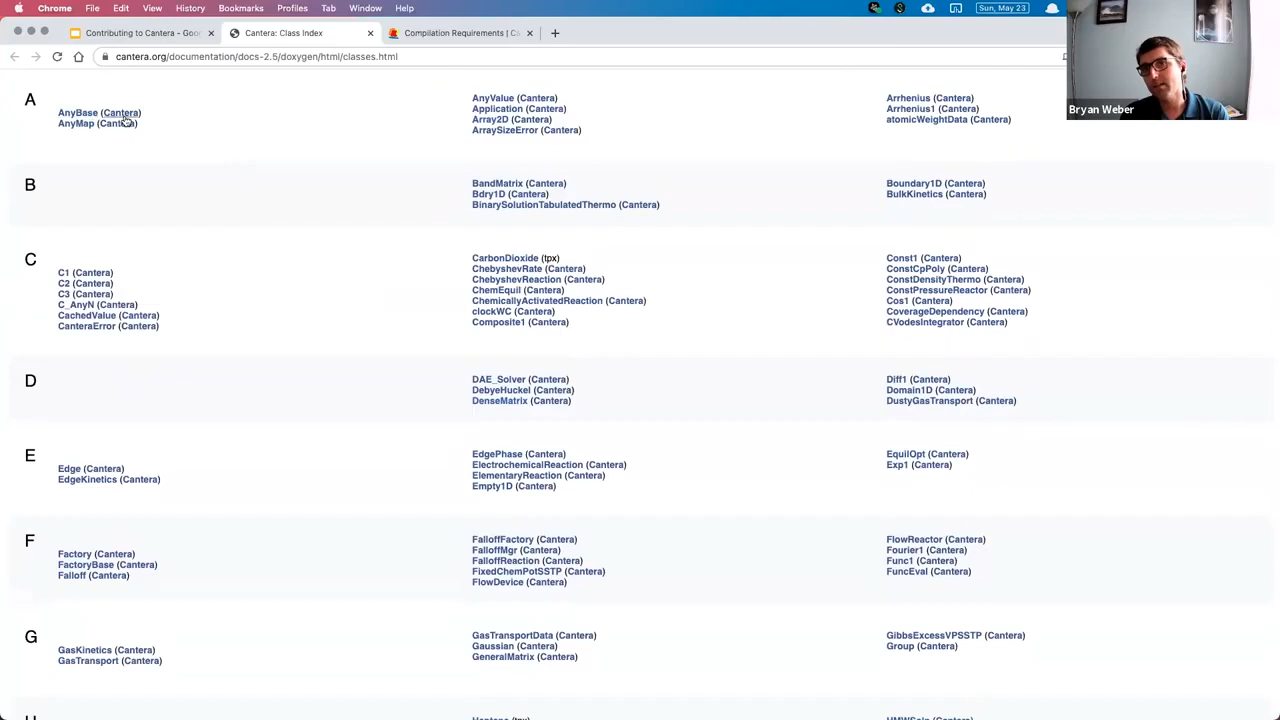 Chrome File Edit View History Bookmarks Profiles Tab Window Help Sun, May 23
Contributing to Cantera - Goo
Cantera: Class Index
Compilation Requirements | Ca
cantera.org/documentation/docs-2.5/doxygen/html/classes.html
Bryan Weber
A
AnyBase (Cantera)
AnyMap (Cantera)
AnyValue (Cantera)
Application (Cantera)
Array2D (Cantera)
ArraySizeError (Cantera)
Arrhenius (Cantera)
Arrhenius1 (Cantera)
atomicWeightData (Cantera)
B
BandMatrix (Cantera)
Bdry1D (Cantera)
BinarySolutionTabulatedThermo (Cantera)
Boundary1D (Cantera)
BulkKinetics (Cantera)
C
C1 (Cantera)
C2 (Cantera)
C3 (Cantera)
C_AnyN (Cantera)
CachedValue (Cantera)
CanteraError (Cantera)
CarbonDioxide (tpx)
ChebyshevRate (Cantera)
ChebyshevReaction (Cantera)
ChemEquil (Cantera)
ChemicallyActivatedReaction (Cantera)
clockWC (Cantera)
Composite1 (Cantera)
Const1 (Cantera)
ConstCpPoly (Cantera)
ConstDensityThermo (Cantera)
ConstPressureReactor (Cantera)
Cos1 (Cantera)
CoverageDependency (Cantera)
CVodesIntegrator (Cantera)
D
DAE_Solver (Cantera)
DebyeHuckel (Cantera)
DenseMatrix (Cantera)
Diff1 (Cantera)
Domain1D (Cantera)
DustyGasTransport (Cantera)
E
Edge (Cantera)
EdgeKinetics (Cantera)
EdgePhase (Cantera)
ElectrochemicalReaction (Cantera)
ElementaryReaction (Cantera)
Empty1D (Cantera)
EquilOpt (Cantera)
Exp1 (Cantera)
F
Factory (Cantera)
FactoryBase (Cantera)
Falloff (Cantera)
FalloffFactory (Cantera)
FalloffMgr (Cantera)
FalloffReaction (Cantera)
FixedChemPotSSTP (Cantera)
FlowDevice (Cantera)
FlowReactor (Cantera)
Fourier1 (Cantera)
Func1 (Cantera)
FuncEval (Cantera)
G
GasKinetics (Cantera)
GasTransport (Cantera)
GasTransportData (Cantera)
Gaussian (Cantera)
GeneralMatrix (Cantera)
GibbsExcessVPSSTP (Cantera)
Group (Cantera)